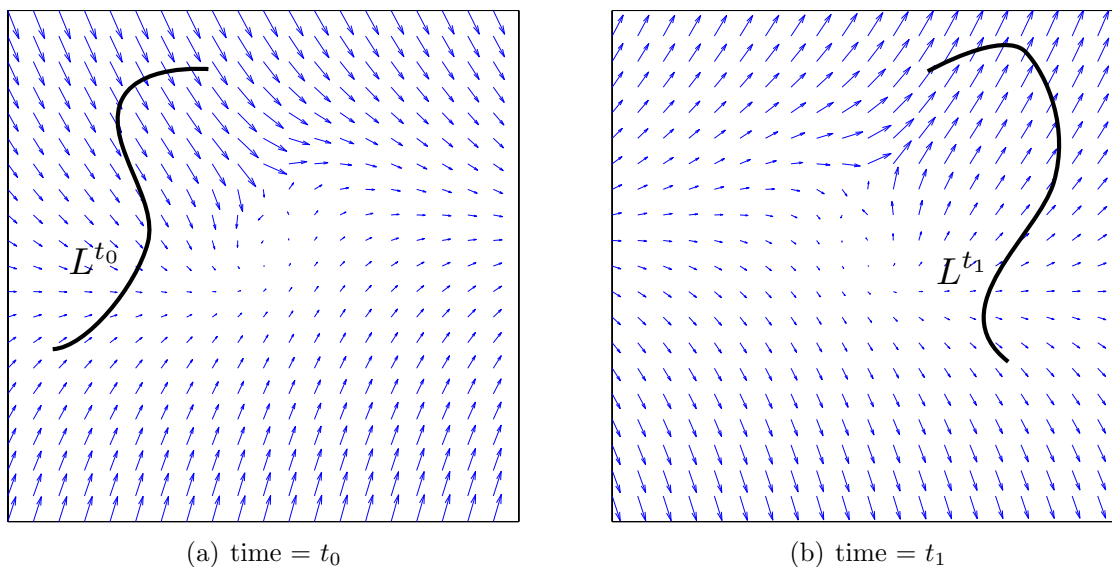 L^{t_0}
L^{t_1}
(a) time = t_0
(b) time = t_1